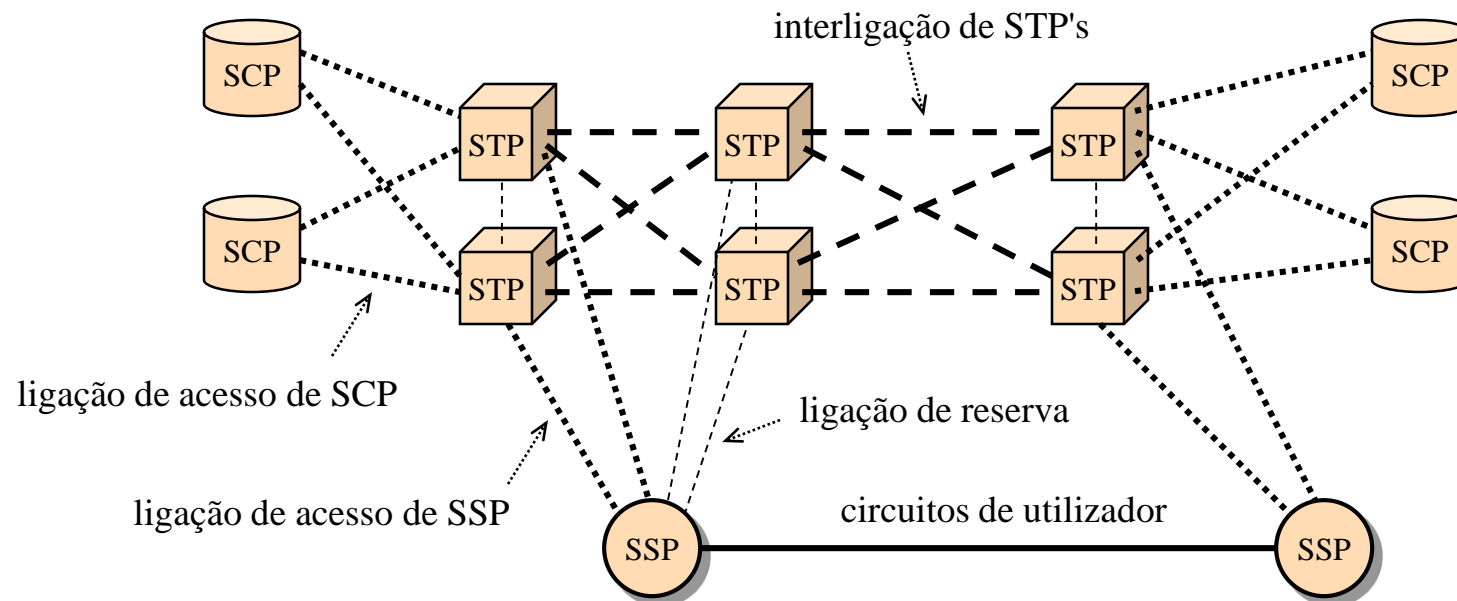 interligação de STP's
SCP
SCP
STP
STP
STP
SCP
SCP
STP
STP
STP
ligação de acesso de SCP
ligação de reserva
ligação de acesso de SSP
circuitos de utilizador
SSP
SSP